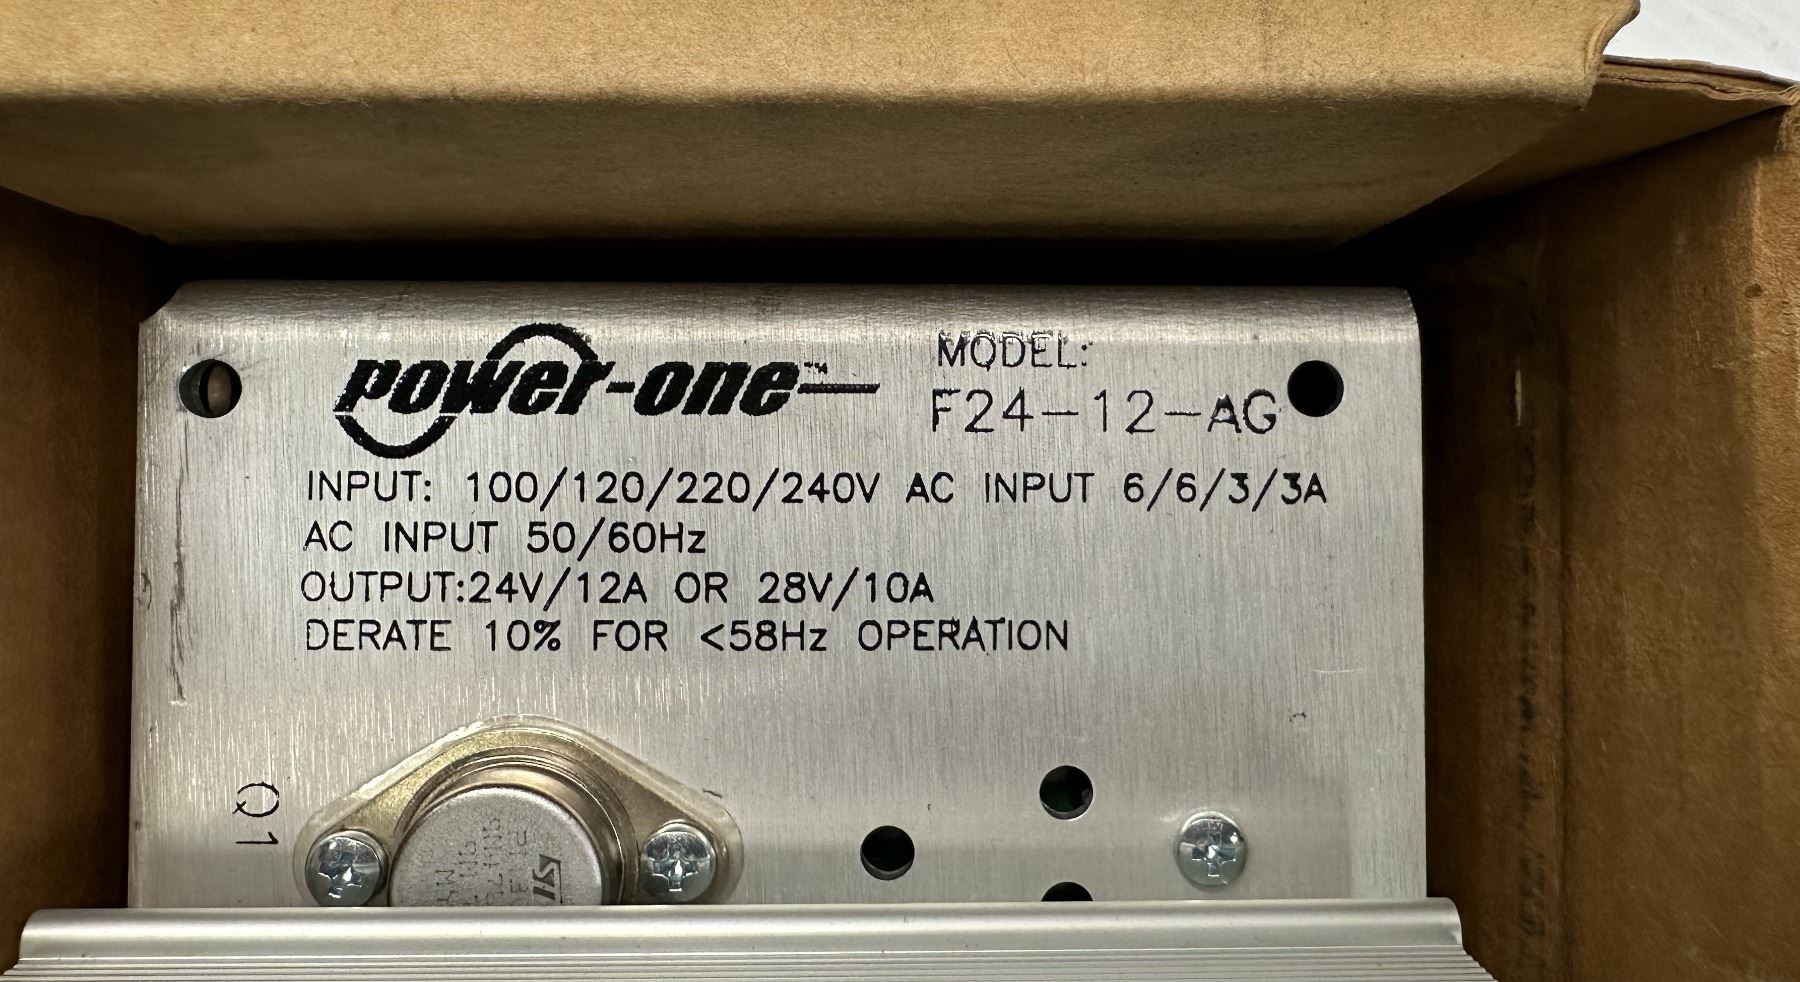 power-one™
MODEL:
F24-12-AG
INPUT: 100/120/220/240V AC INPUT 6/6/3/3A
AC INPUT 50/60Hz
OUTPUT:24V/12A OR 28V/10A
DERATE 10% FOR <58Hz OPERATION
Q1